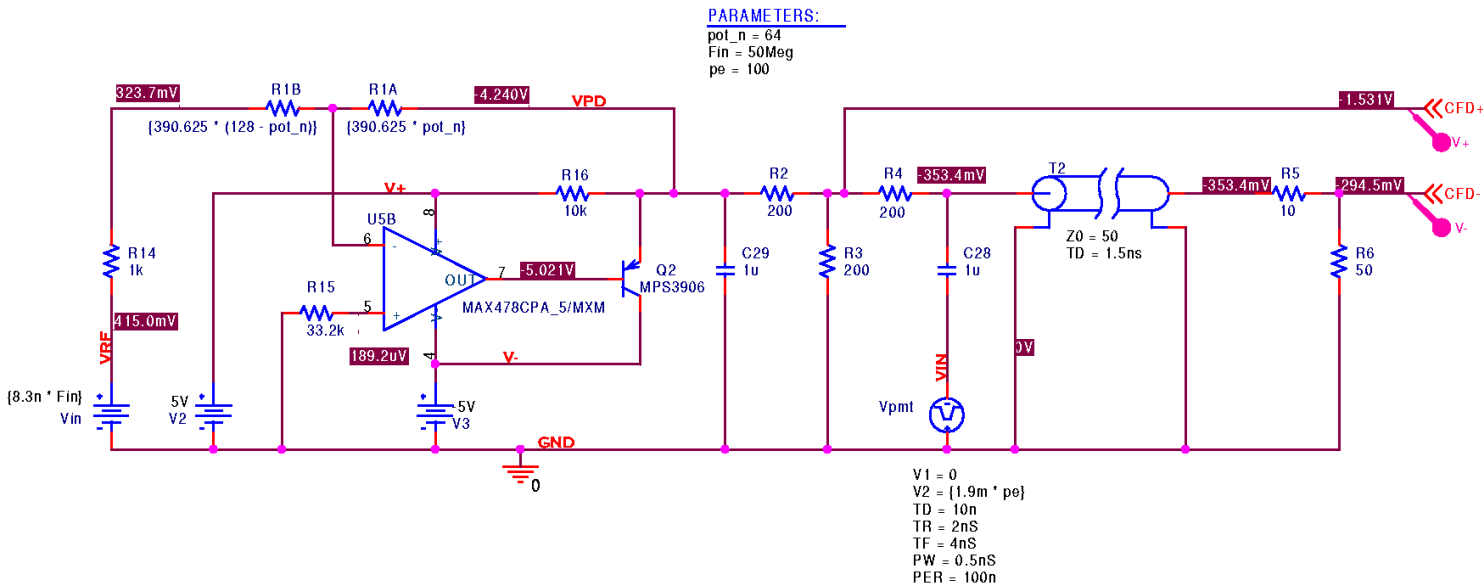 PARAMETERS:
pot_n = 64
Fin = 50Meg
pe = 100
323.7mV
R1B
R1A
-4.240V
VPD
-1.531V
CFD+
{390.625 * (128 - pot_n)}
{390.625 * pot_n}
V+
V+
R16
10k
R2
200
R4
200
-353.4mV
T2
-353.4mV
R5
10
-294.5mV
CFD-
V-
8
U5B
6
-
V+
R14
1k
OUT
7
-5.021V
Q2
MPS3906
C29
1u
R3
200
C28
1u
Z0 = 50
TD = 1.5ns
R6
50
R15
33.2k
5
+
V-
MAX478CPA_5/MXM
415.0mV
VRF
189.2uV
4
V-
0V
VIN
{8.3n * Fin}
Vin
5V
V2
-5V
V3
Vpmt
GND
0
V1 = 0
V2 = {1.9m * pe}
TD = 10n
TR = 2nS
TF = 4nS
PW = 0.5nS
PER = 100n